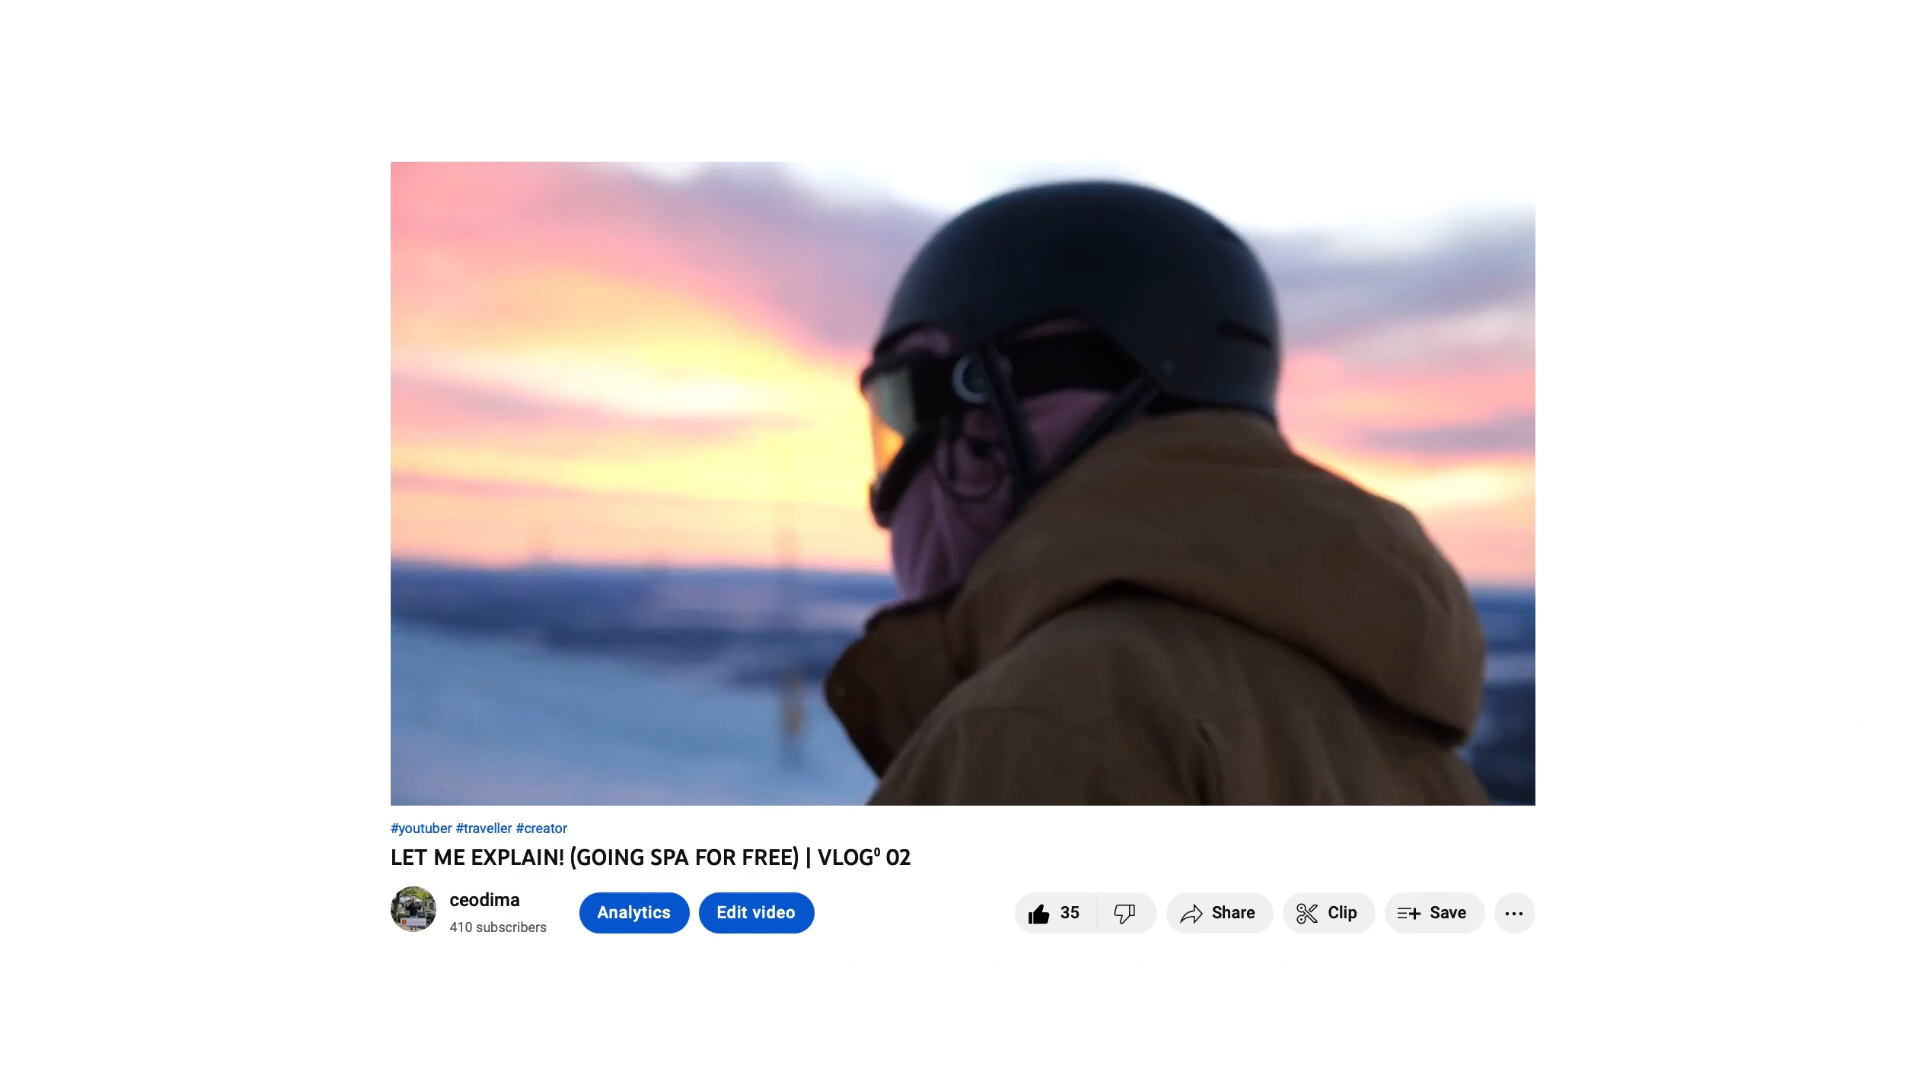 #youtuber #traveller #creator
LET ME EXPLAIN! (GOING SPA FOR FREE) | VLOG⁰ 02
ceodima
410 subscribers
Analytics
Edit video
35
Share
Clip
Save